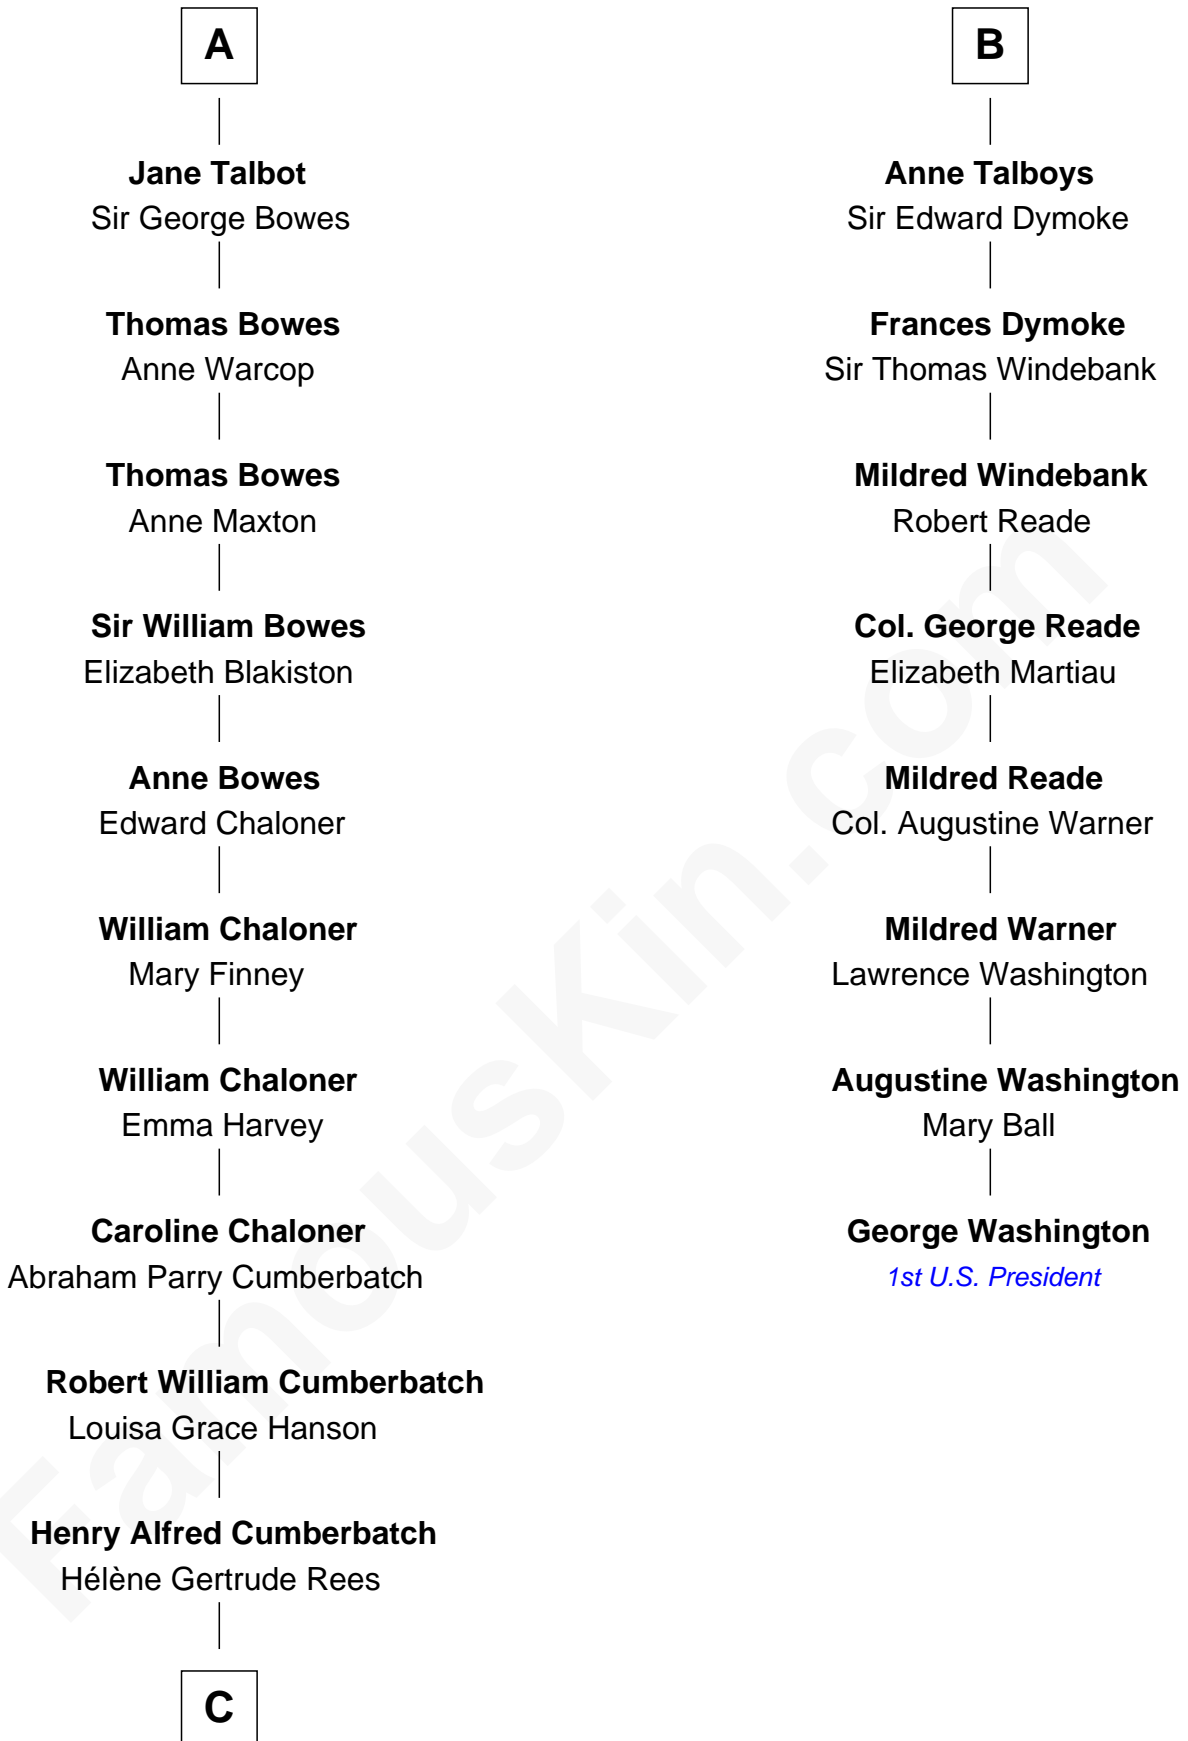 A
Jane Talbot
Sir George Bowes
Thomas Bowes
Anne Warcop
Thomas Bowes
Anne Maxton
Sir William Bowes
Elizabeth Blakiston
Anne Bowes
Edward Chaloner
William Chaloner
Mary Finney
William Chaloner
Emma Harvey
Caroline Chaloner
Abraham Parry Cumberbatch
Robert William Cumberbatch
Louisa Grace Hanson
Henry Alfred Cumberbatch
Hélène Gertrude Rees
C
B
Anne Talboys
Sir Edward Dymoke
Frances Dymoke
Sir Thomas Windebank
Mildred Windebank
Robert Reade
Col. George Reade
Elizabeth Martiau
Mildred Reade
Col. Augustine Warner
Mildred Warner
Lawrence Washington
Augustine Washington
Mary Ball
George Washington
1st U.S. President
FamousKin.com